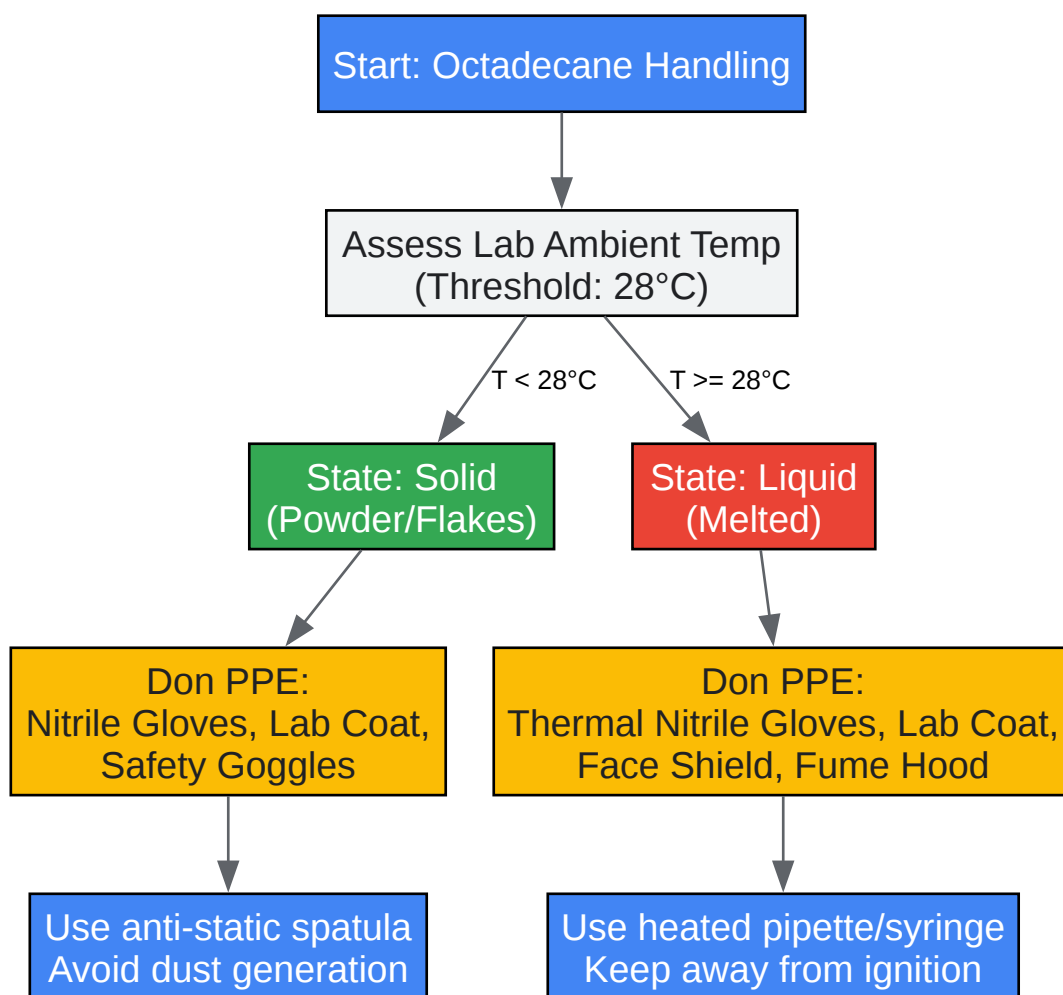 Start: Octadecane Handling
Assess Lab Ambient Temp
(Threshold: 28°C)
T < 28°C
T >= 28°C
State: Solid
(Powder/Flakes)
State: Liquid
(Melted)
Don PPE:
Nitrile Gloves, Lab Coat,
Safety Goggles
Don PPE:
Thermal Nitrile Gloves, Lab Coat,
Face Shield, Fume Hood
Use anti-static spatula
Avoid dust generation
Use heated pipette/syringe
Keep away from ignition